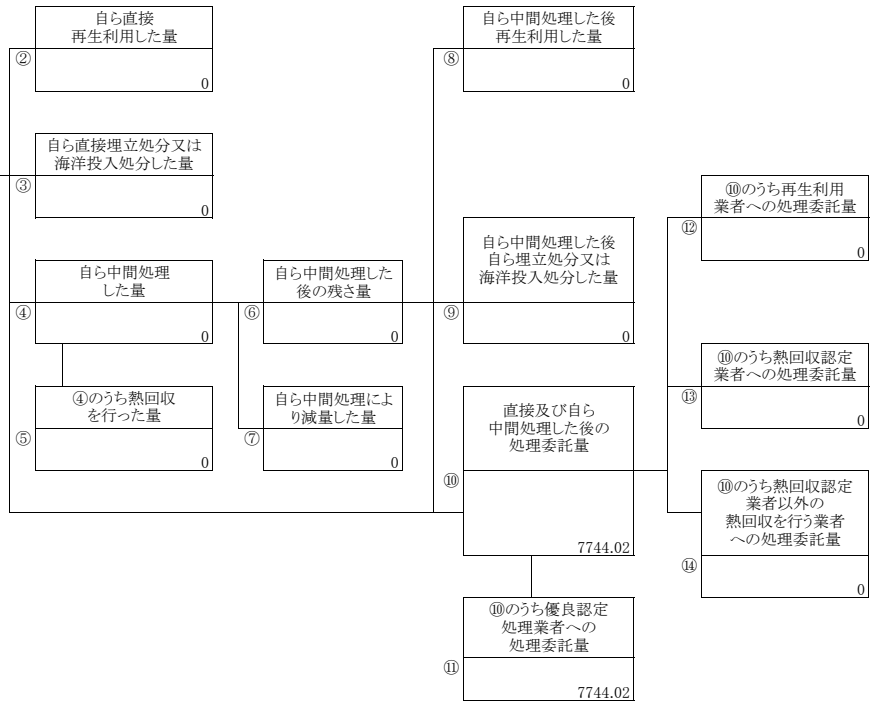 自ら直接
再生利用した量
②
0
自ら直接埋立処分又は
海洋投入処分した量
③
0
自ら中間処理
した量
④
0
④のうち熱回収
を行った量
⑤
0
自ら中間処理した
後の残さ量
⑥
0
自ら中間処理によ
り減量した量
⑦
0
自ら中間処理した後
再生利用した量
⑧
0
自ら中間処理した後
自ら埋立処分又は
海洋投入処分した量
⑨
0
直接及び自ら
中間処理した後の
処理委託量
⑩
7744.02
⑩のうち優良認定
処理業者への
処理委託量
⑪
7744.02
⑩のうち再生利用
業者への処理委託量
⑫
0
⑩のうち熱回収認定
業者への処理委託量
⑬
0
⑩のうち熱回収認定
業者以外の
熱回収を行う業者
への処理委託量
⑭
0